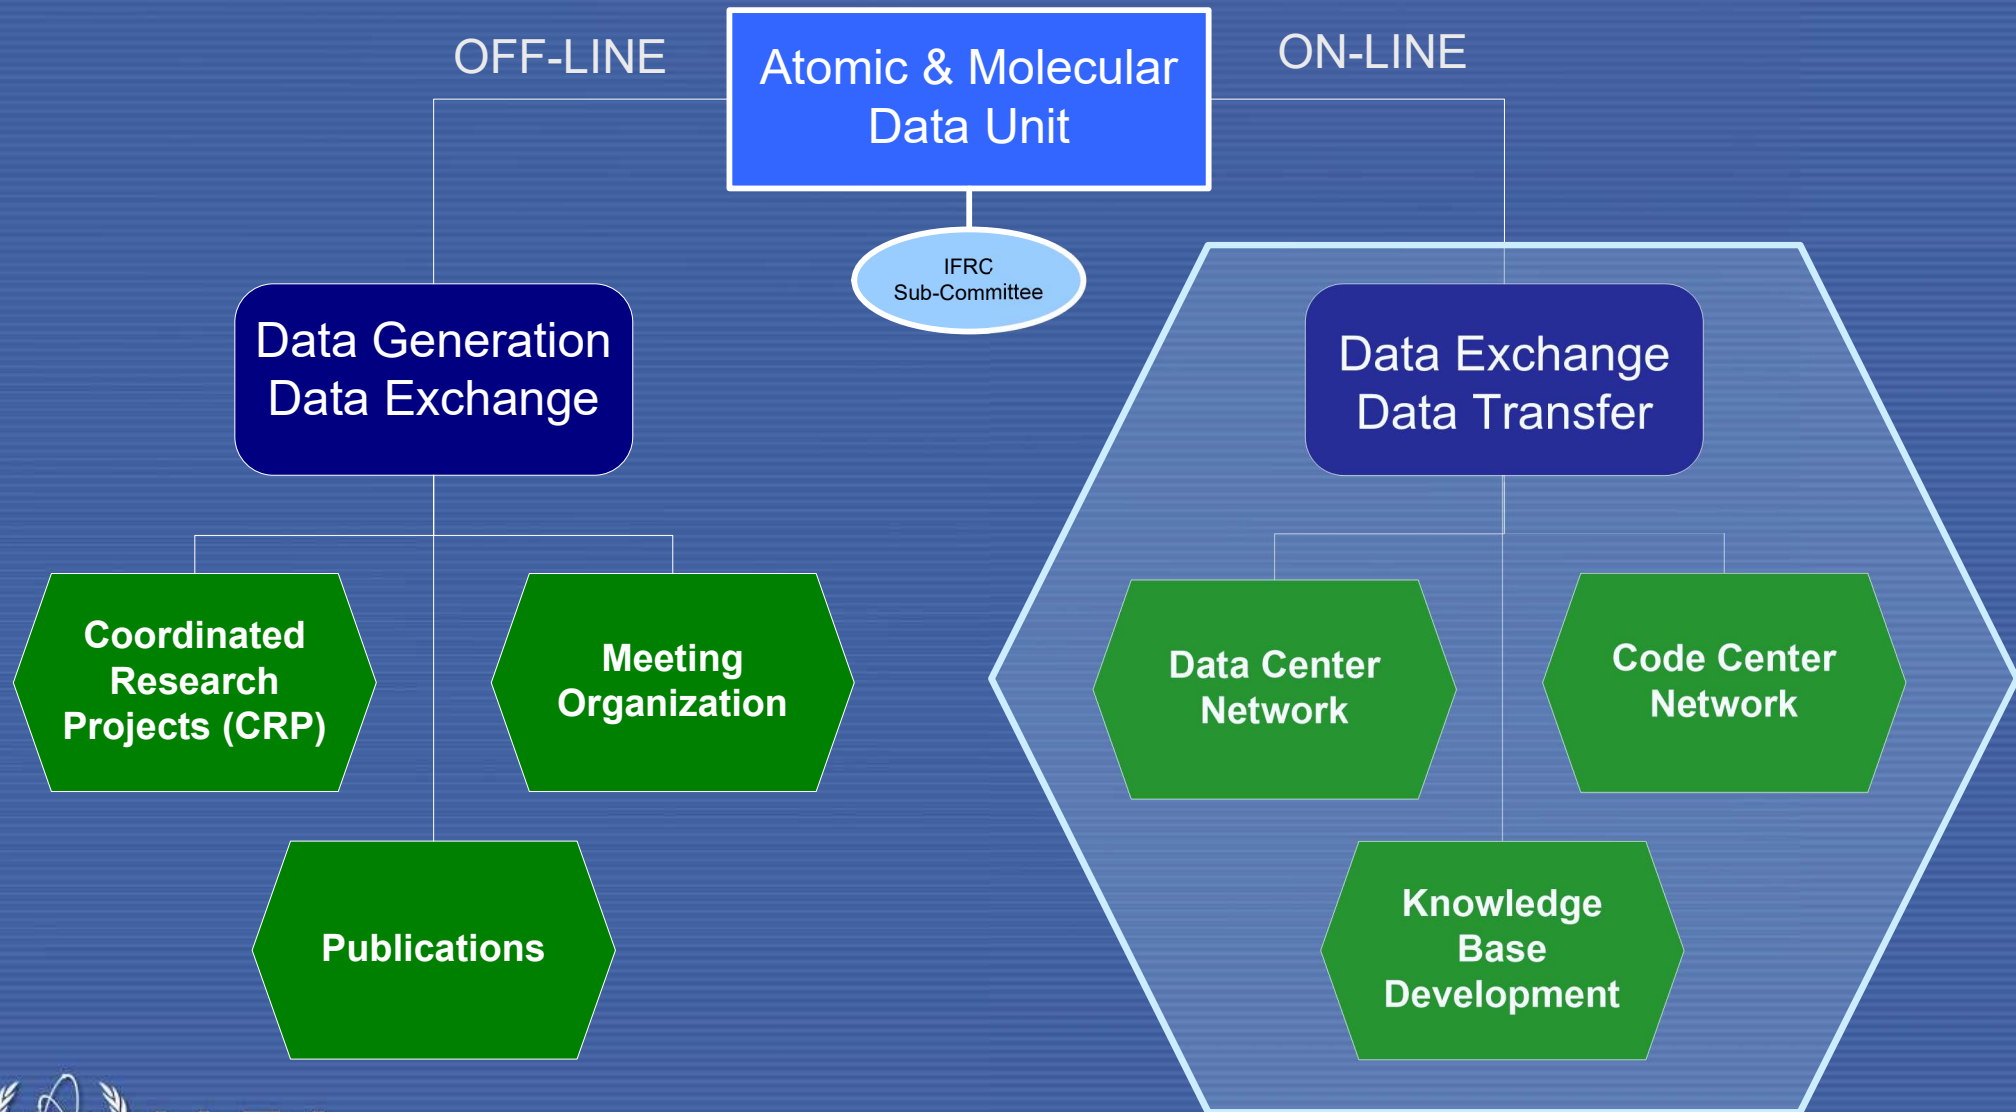 OFF-LINE
Atomic & Molecular
Data Unit
ON-LINE
IFRC
Sub-Committee
Data Generation
Data Exchange
Data Exchange
Data Transfer
Coordinated
Research
Projects (CRP)
Meeting
Organization
Data Center
Network
Code Center
Network
Publications
Knowledge
Base
Development